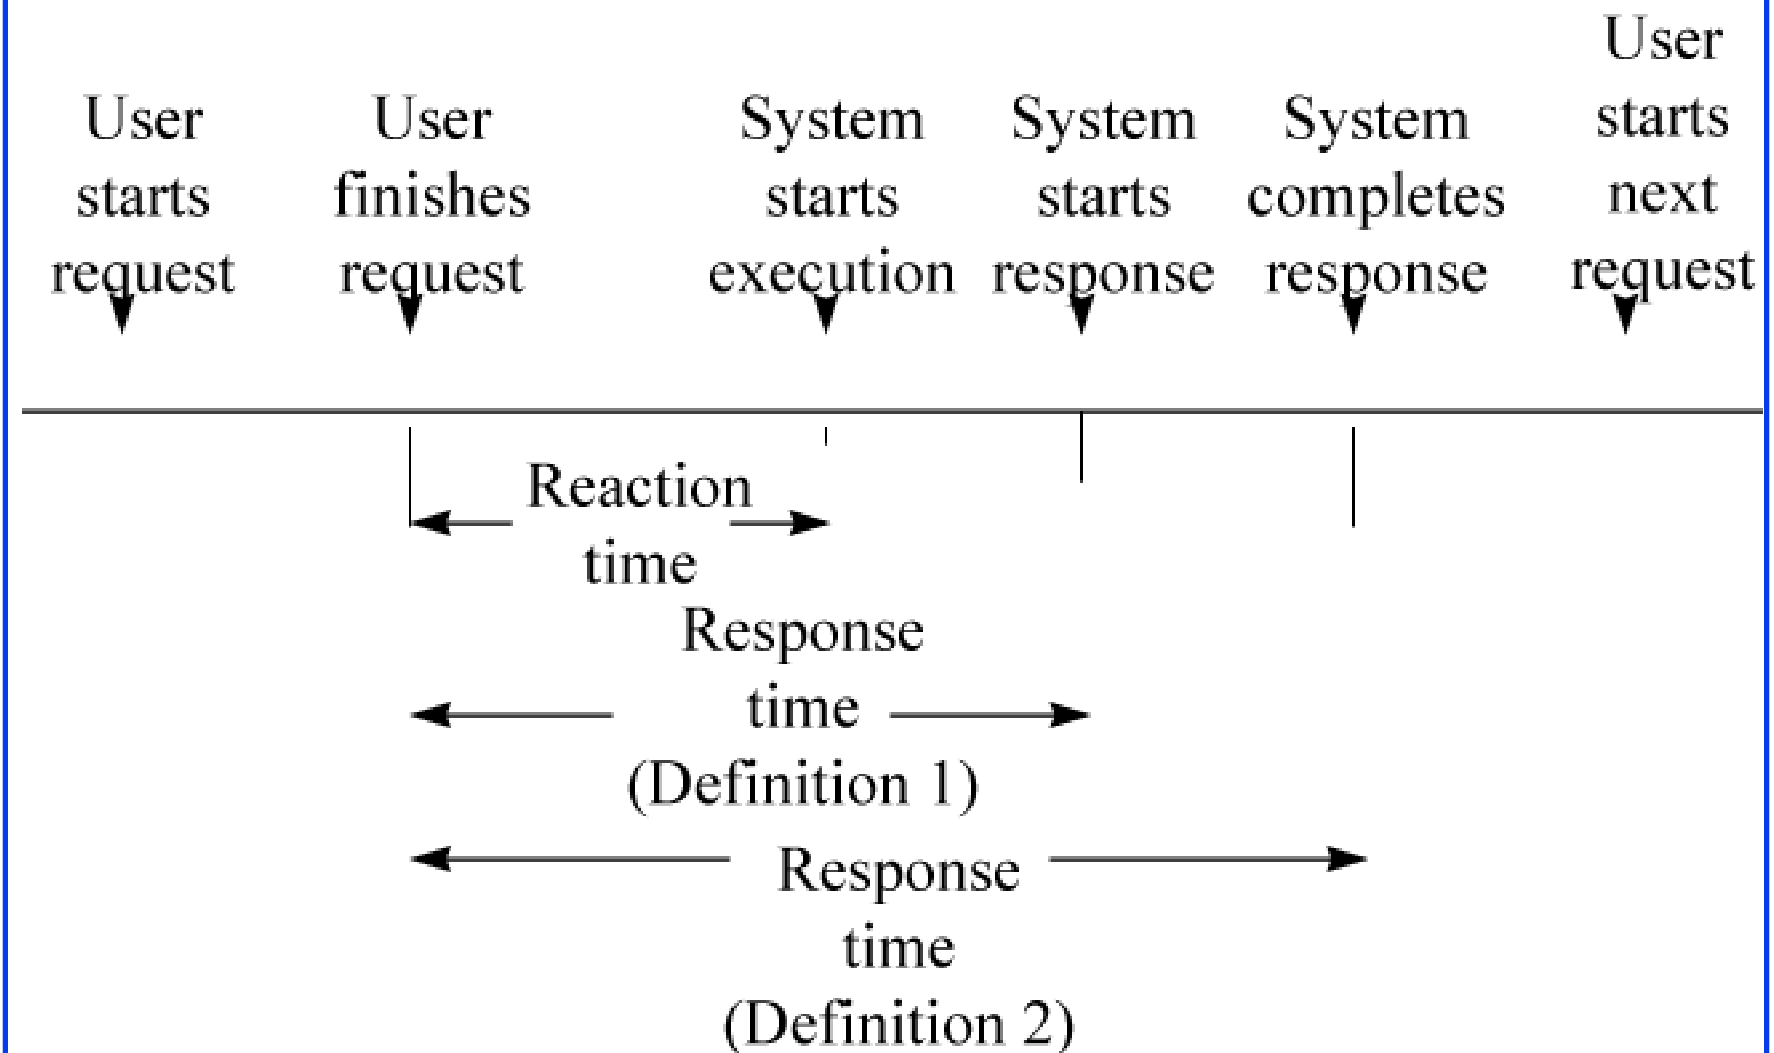 User
starts
request
User
finishes
request
System
starts
execution
System
starts
response
System
completes
response
User
starts
next
request
Reaction
time
Response
time
(Definition 1)
Response
time
(Definition 2)